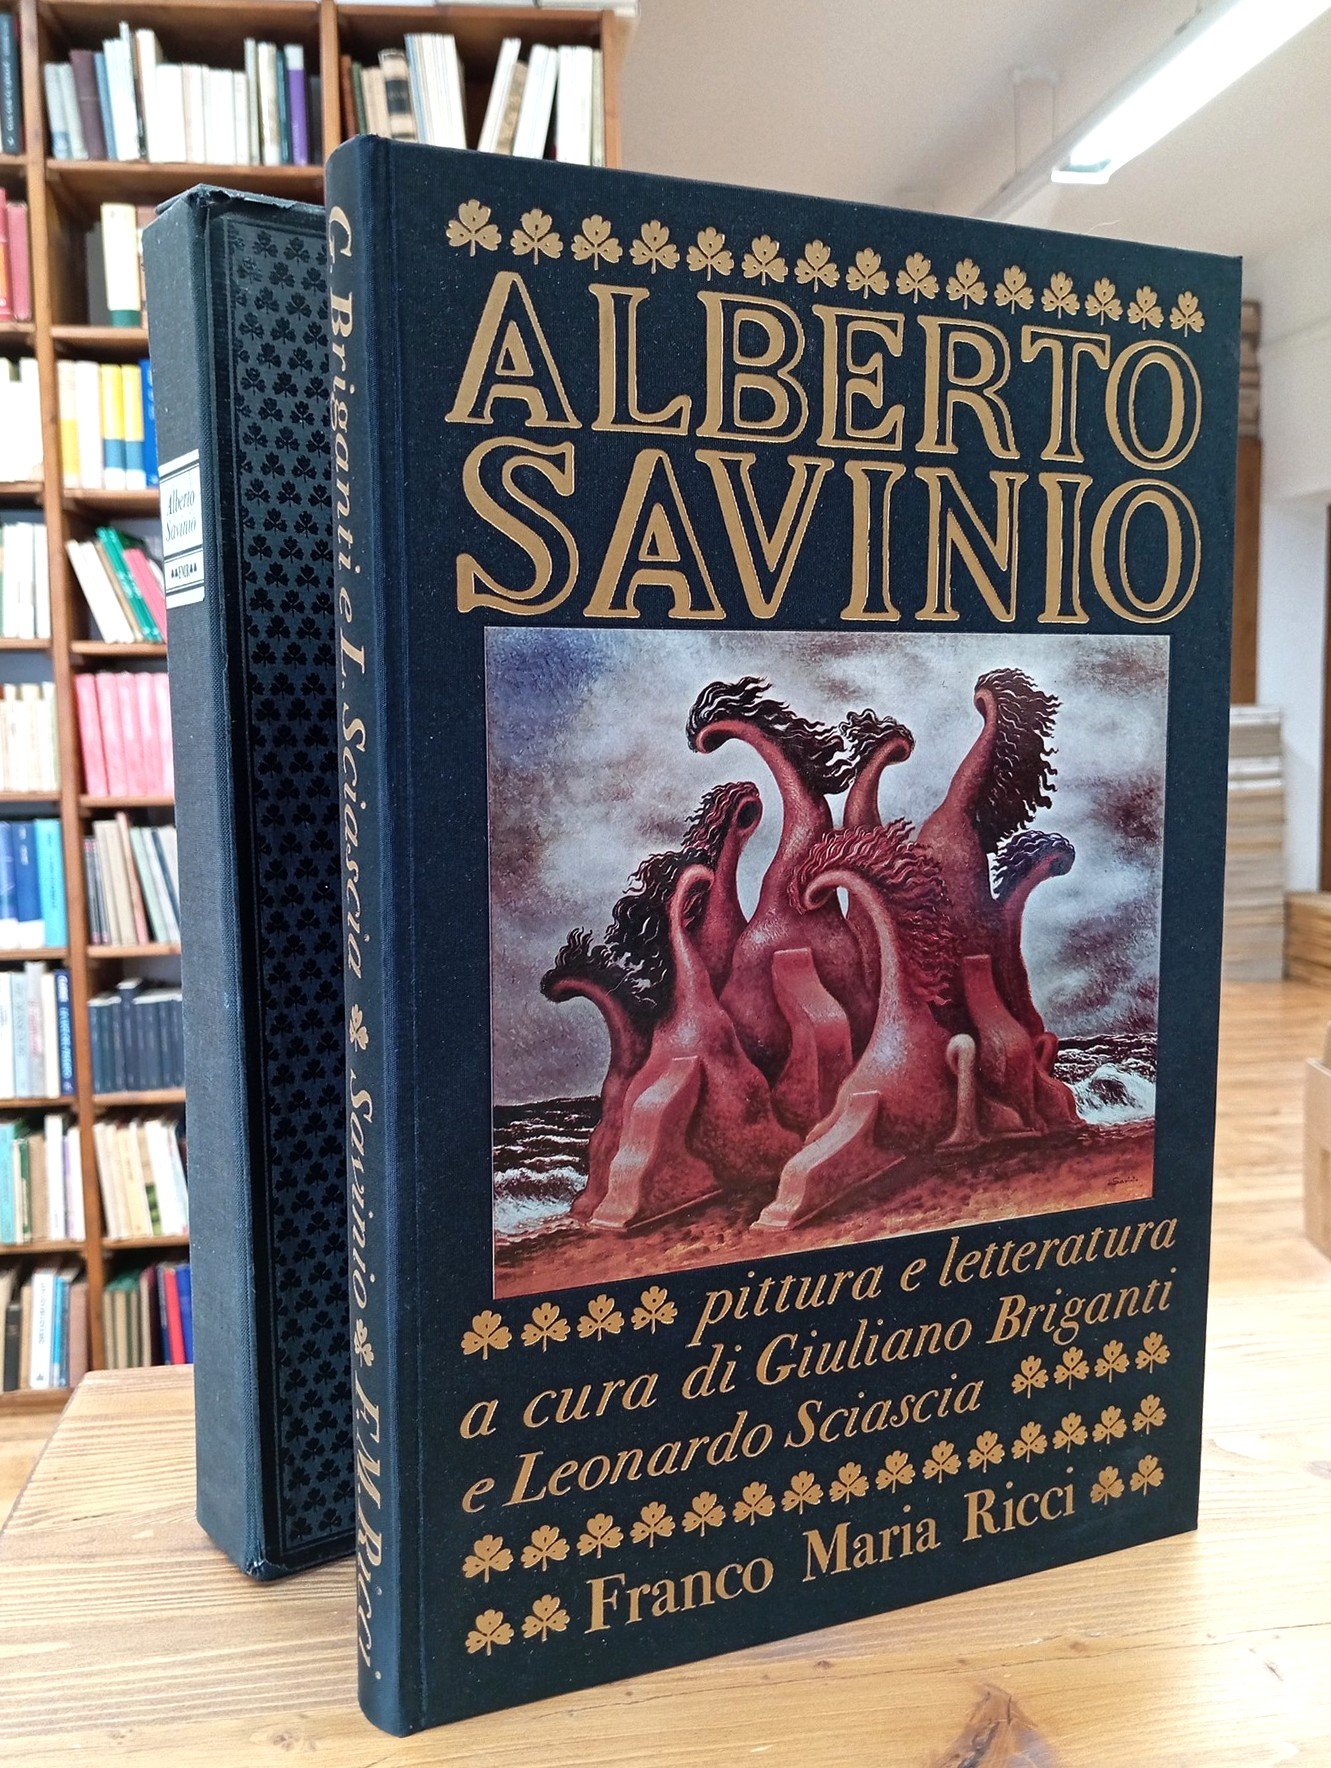 ALBERTO
SAVINIO
pittura e letteratura
a cura di Giuliano Briganti
e Leonardo Sciascia
Franco Maria Ricci
G. Briganti e L. Sciascia Savinio F.M. Ricci
Alberto
Savinio
FMR